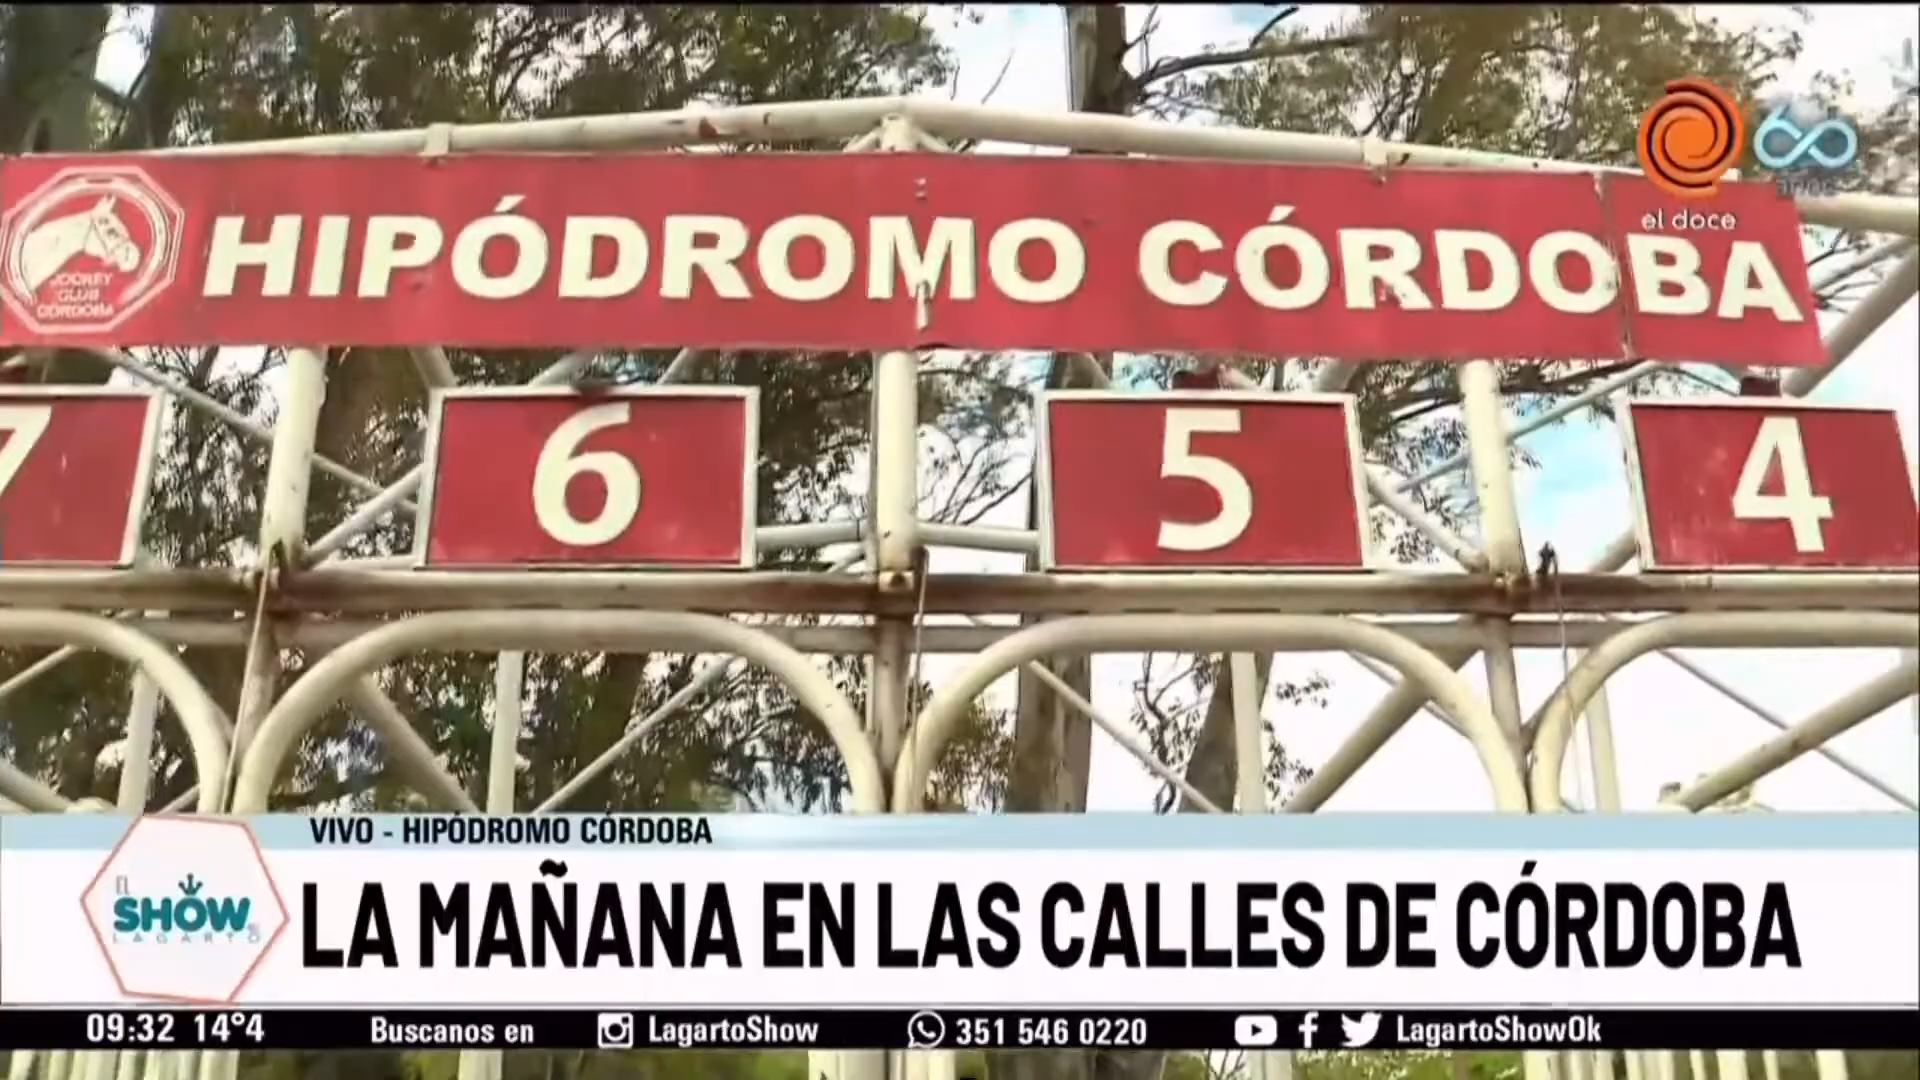 HIPÓDROMO CÓRDOBA
JOCKEY
CLUB
CÓRDOBA
60
años
el doce
7
6
5
4
VIVO - HIPÓDROMO CÓRDOBA
EL
SHOW
LAGARTO
LA MAÑANA EN LAS CALLES DE CÓRDOBA
09:32 14°4
Buscanos en
LagartoShow
351 546 0220
LagartoShowOk